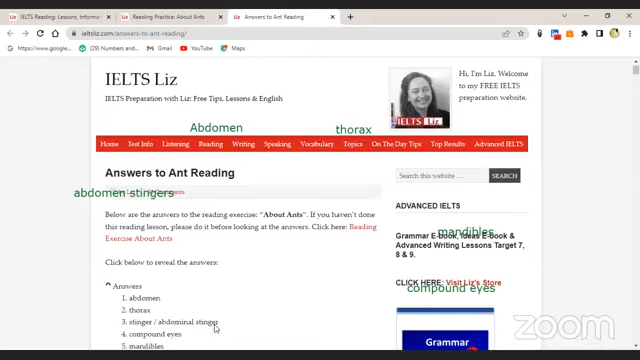 IELTS Reading: Lessons, Informat
Reading Practice: About Ants
Answers to Ant Reading
ieltsliz.com/answers-to-ant-reading/
https://www.google...
(29) Numbers and...
Gmail
YouTube
Maps
IELTS Liz
IELTS Preparation with Liz: Free Tips, Lessons & English
IELTS Liz
Hi, I'm Liz. Welcome
to my FREE IELTS
preparation website.
Abdomen
thorax
Home Test Info Listening Reading Writing Speaking Vocabulary Topics On The Day Tips Top Results Advanced IELTS
Answers to Ant Reading
abdomen stingers
Comments
Below are the answers to the reading exercise: "About Ants". If you haven't done
this reading lesson, please do it before looking at the answers. Click here: Reading
Exercise About Ants
Click below to reveal the answers:
Answers
1. abdomen
2. thorax
3. stinger / abdominal stinger
4. compound eyes
5. mandibles
Search this website...
SEARCH
ADVANCED IELTS
mandibles
Grammar E-book, Ideas E-book &
Advanced Writing Lessons Target 7,
8 & 9.
CLICK HERE: Visit Liz's Store
compound eyes
Grammar
zoom